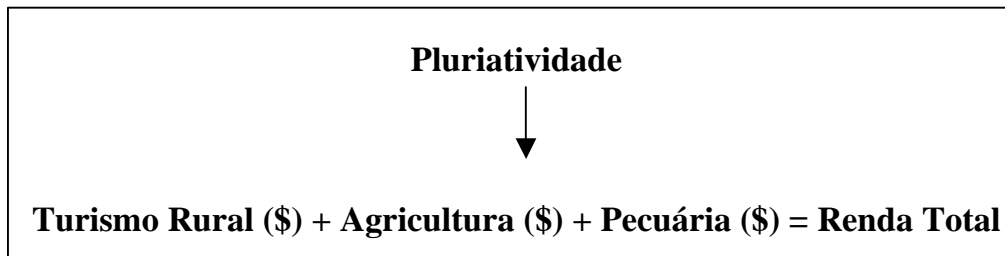 Pluriatividade
Turismo Rural ($) + Agricultura ($) + Pecuária ($) = Renda Total